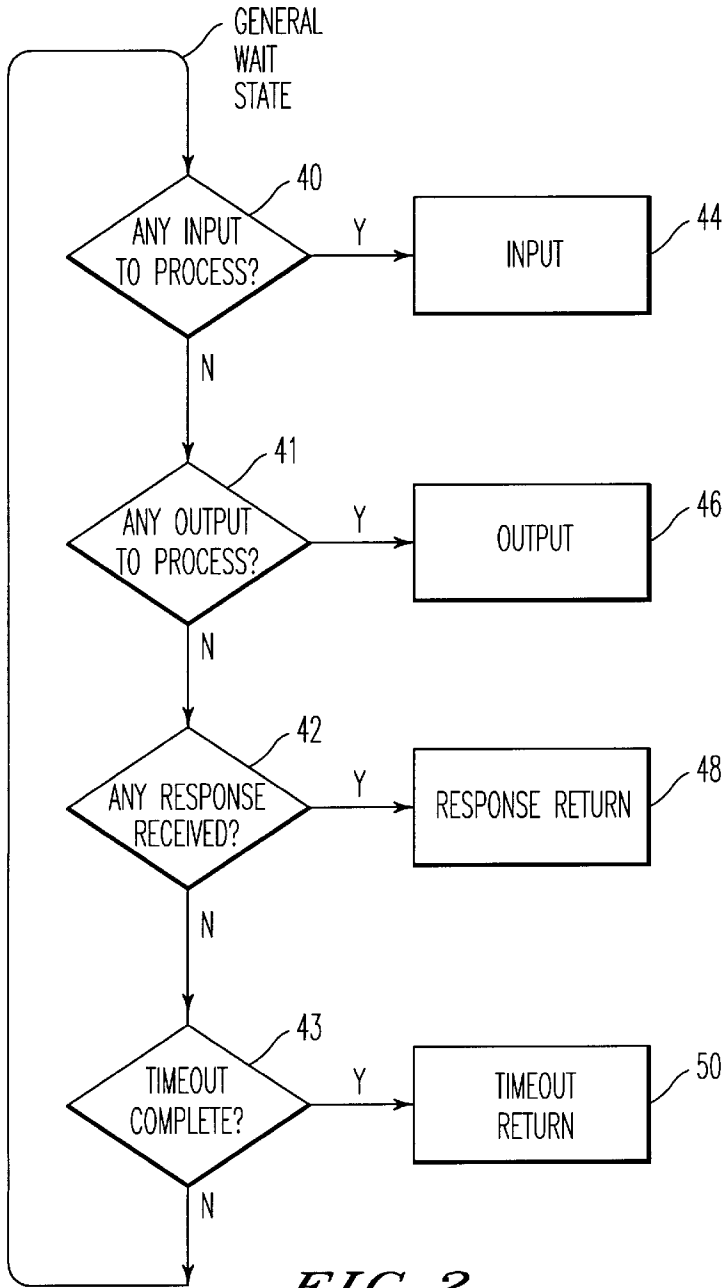 GENERAL
WAIT
STATE
40
ANY INPUT
TO PROCESS?
Y
INPUT
44
N
41
ANY OUTPUT
TO PROCESS?
Y
OUTPUT
46
N
42
ANY RESPONSE
RECEIVED?
Y
RESPONSE RETURN
48
N
43
TIMEOUT
COMPLETE?
Y
TIMEOUT
RETURN
50
N